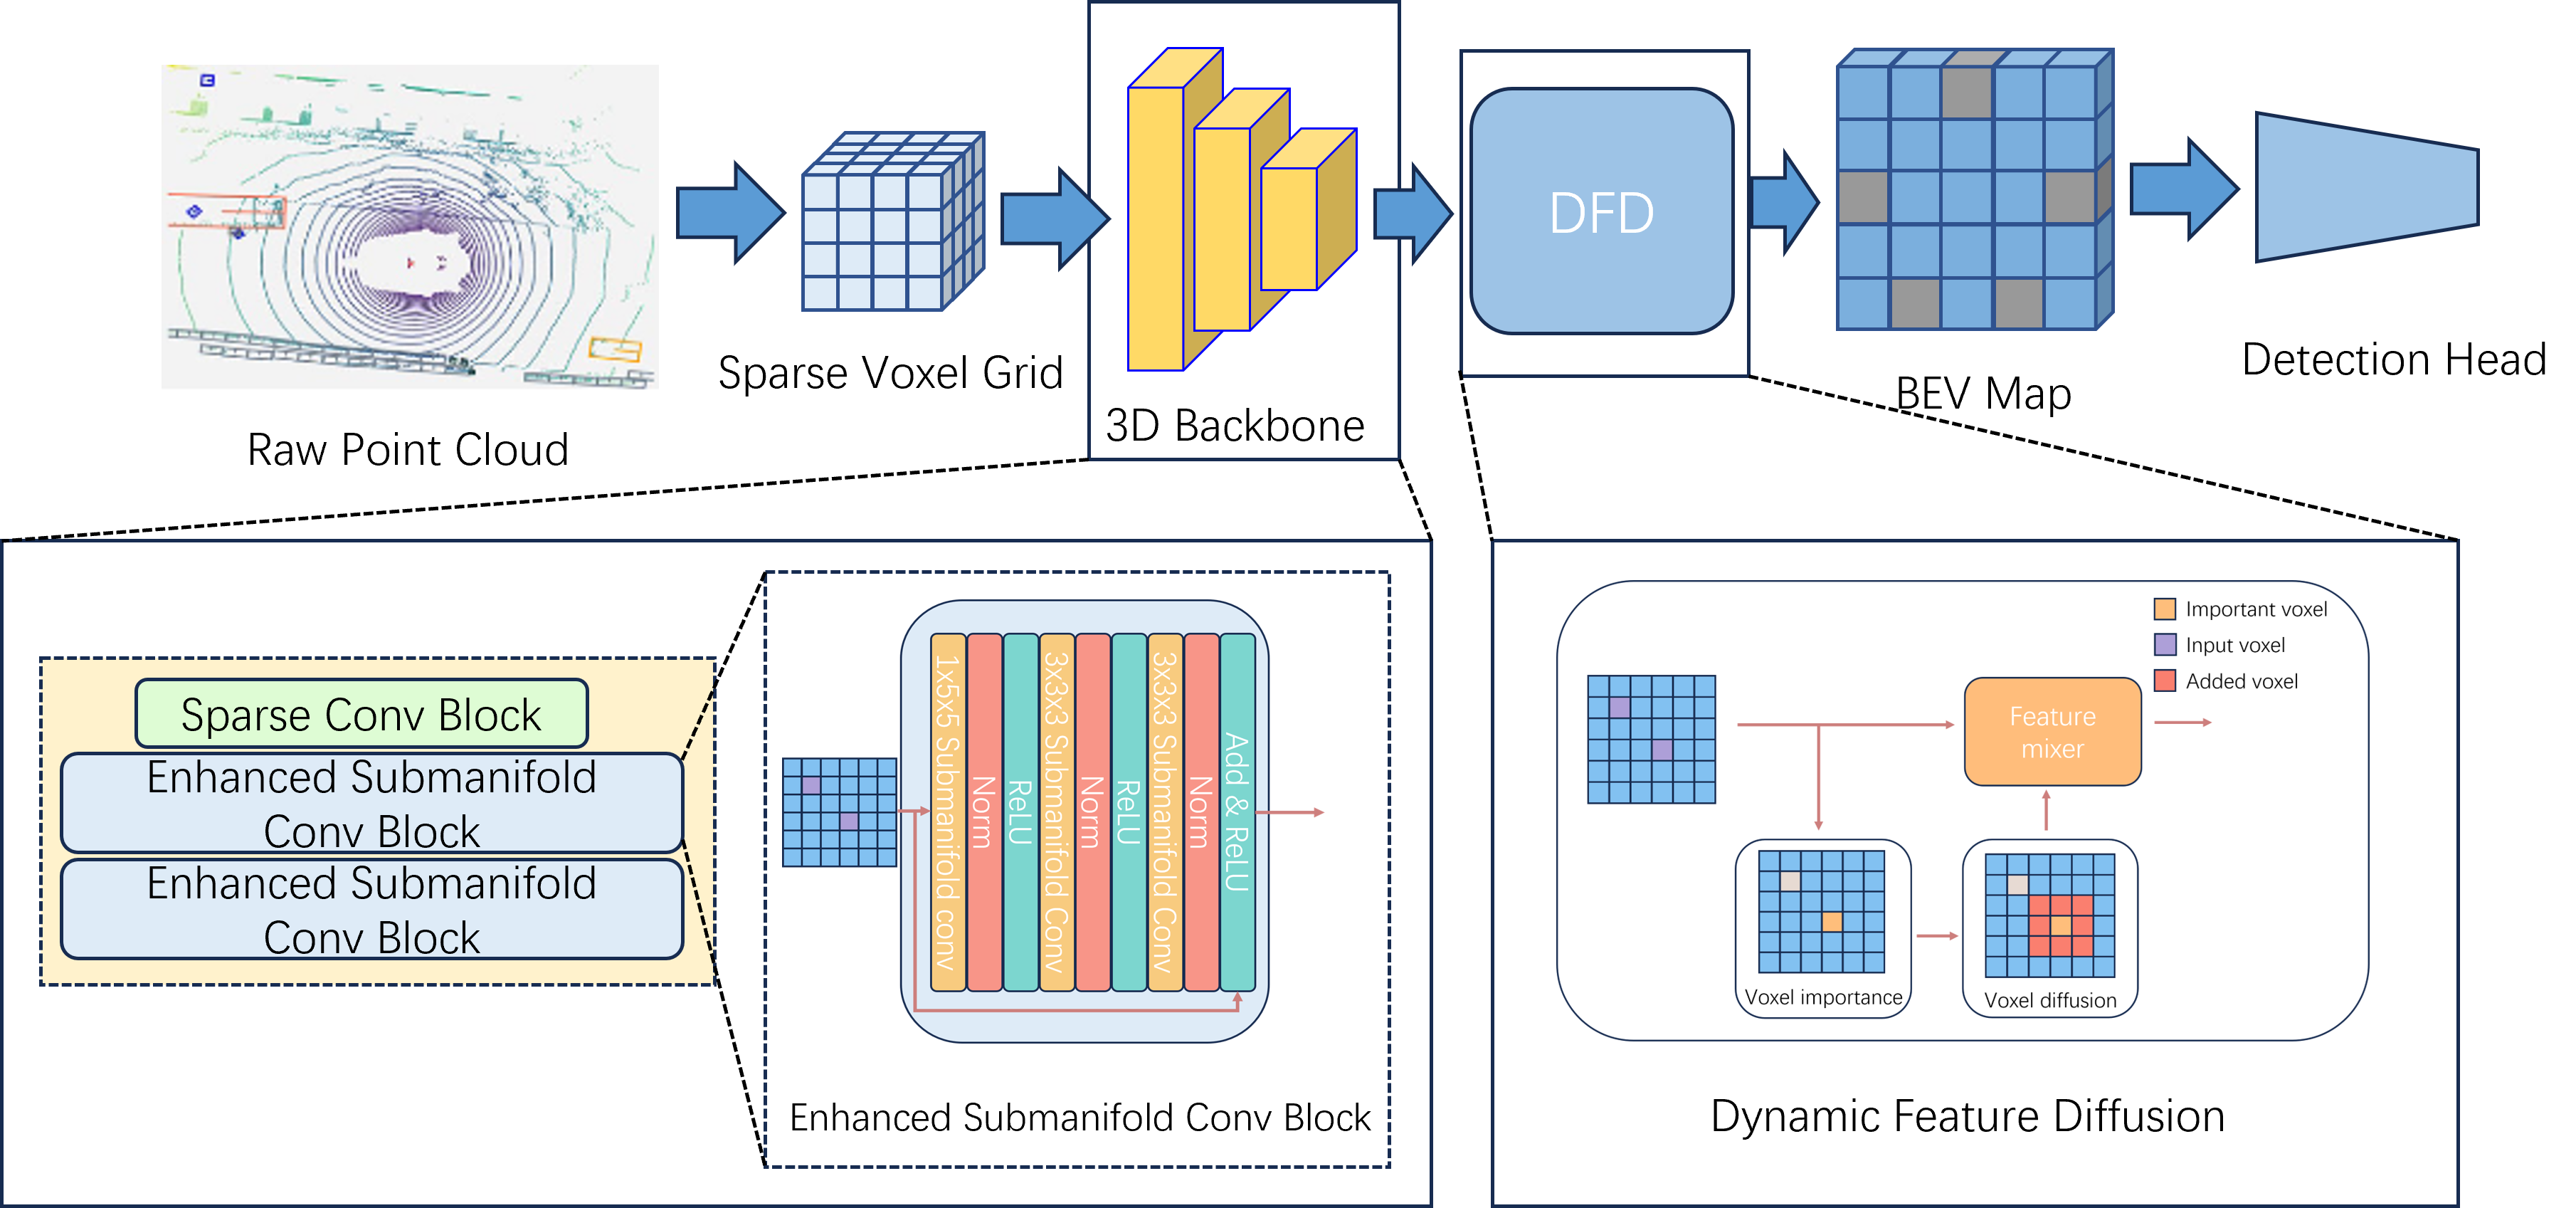 Raw Point Cloud
Sparse Voxel Grid
3D Backbone
DFD
BEV Map
Detection Head
Sparse Conv Block
Enhanced Submanifold
Conv Block
Enhanced Submanifold
Conv Block
1x5x5 Submanifold conv
Norm
ReLU
3x3x3 Submanifold Conv
Norm
ReLU
3x3x3 Submanifold Conv
Norm
Add & ReLU
Enhanced Submanifold Conv Block
Important voxel
Input voxel
Added voxel
Feature
mixer
Voxel importance
Voxel diffusion
Dynamic Feature Diffusion